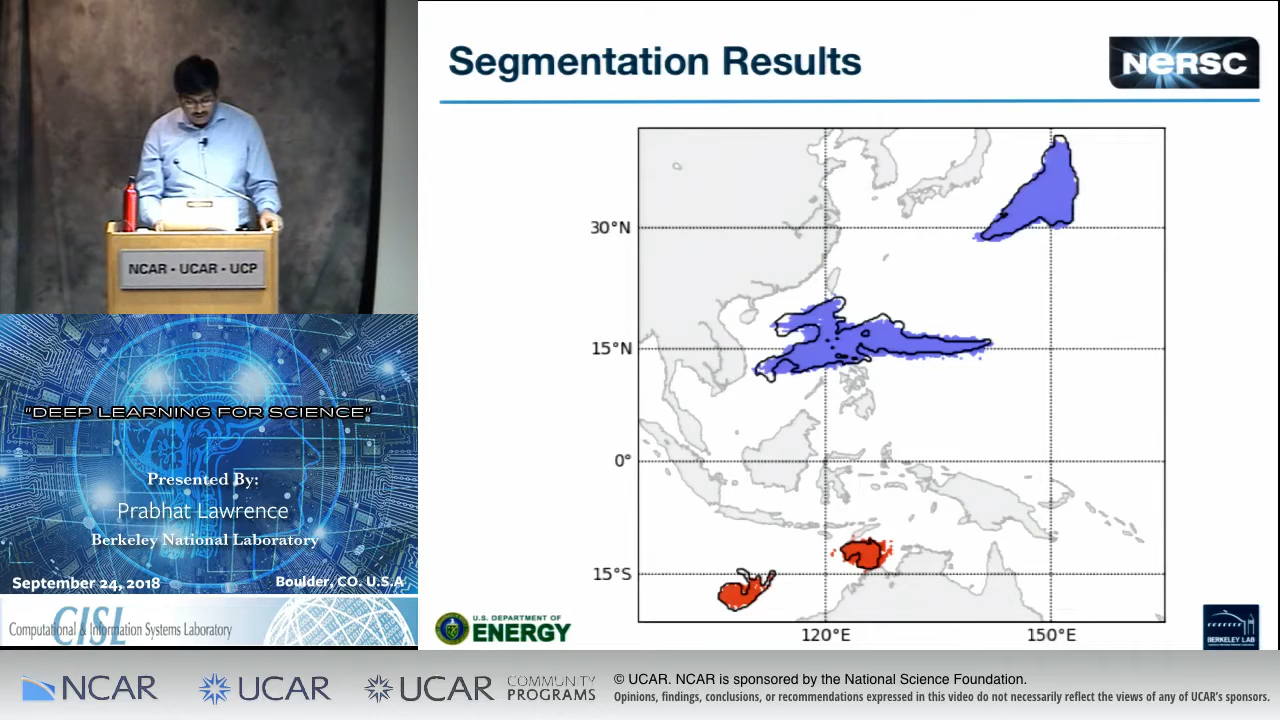 Segmentation Results
NERSC
30°N
15°N
0°
15°S
120°E
150°E
NCAR - UCAR - UCP
"DEEP LEARNING FOR SCIENCE"
Presented By:
Prabhat Lawrence
Berkeley National Laboratory
September 24, 2018
Boulder, CO, U.S.A
CISL
Computational & Information Systems Laboratory
U.S. DEPARTMENT OF
ENERGY
BERKELEY LAB
NCAR
UCAR
UCAR
COMMUNITY
PROGRAMS
© UCAR. NCAR is sponsored by the National Science Foundation.
Opinions, findings, conclusions, or recommendations expressed in this video do not necessarily reflect the views of any of UCAR's sponsors.